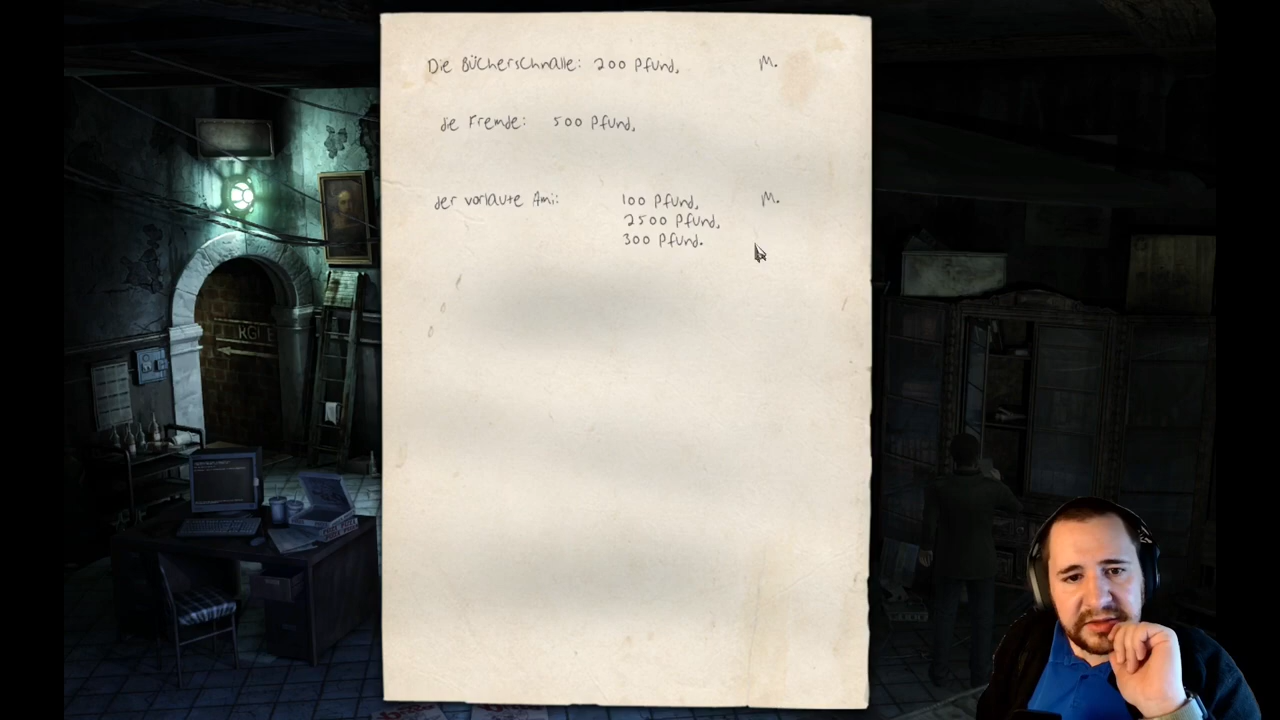 Die Bücherschnalle: 200 Pfund, M.
die Fremde: 500 Pfund,
der vorlaute Ami: 100 Pfund, M.
2500 Pfund,
300 Pfund.